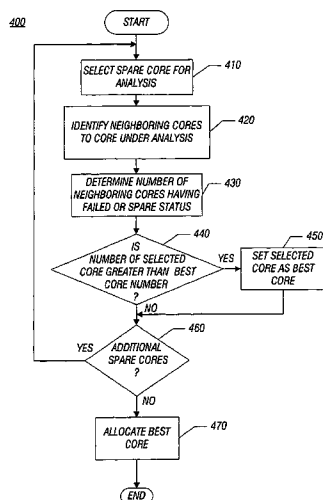 400
START
SELECT SPARE CORE FOR
ANALYSIS
410
IDENTIFY NEIGHBORING CORES
TO CORE UNDER ANALYSIS
420
DETERMINE NUMBER OF
NEIGHBORING CORES HAVING
FAILED OR SPARE STATUS
430
440
IS
NUMBER OF SELECTED
CORE GREATER THAN BEST
CORE NUMBER
?
YES
450
SET SELECTED
CORE AS BEST
CORE
NO
460
YES
ADDITIONAL
SPARE CORES
?
NO
ALLOCATE BEST
CORE
470
END